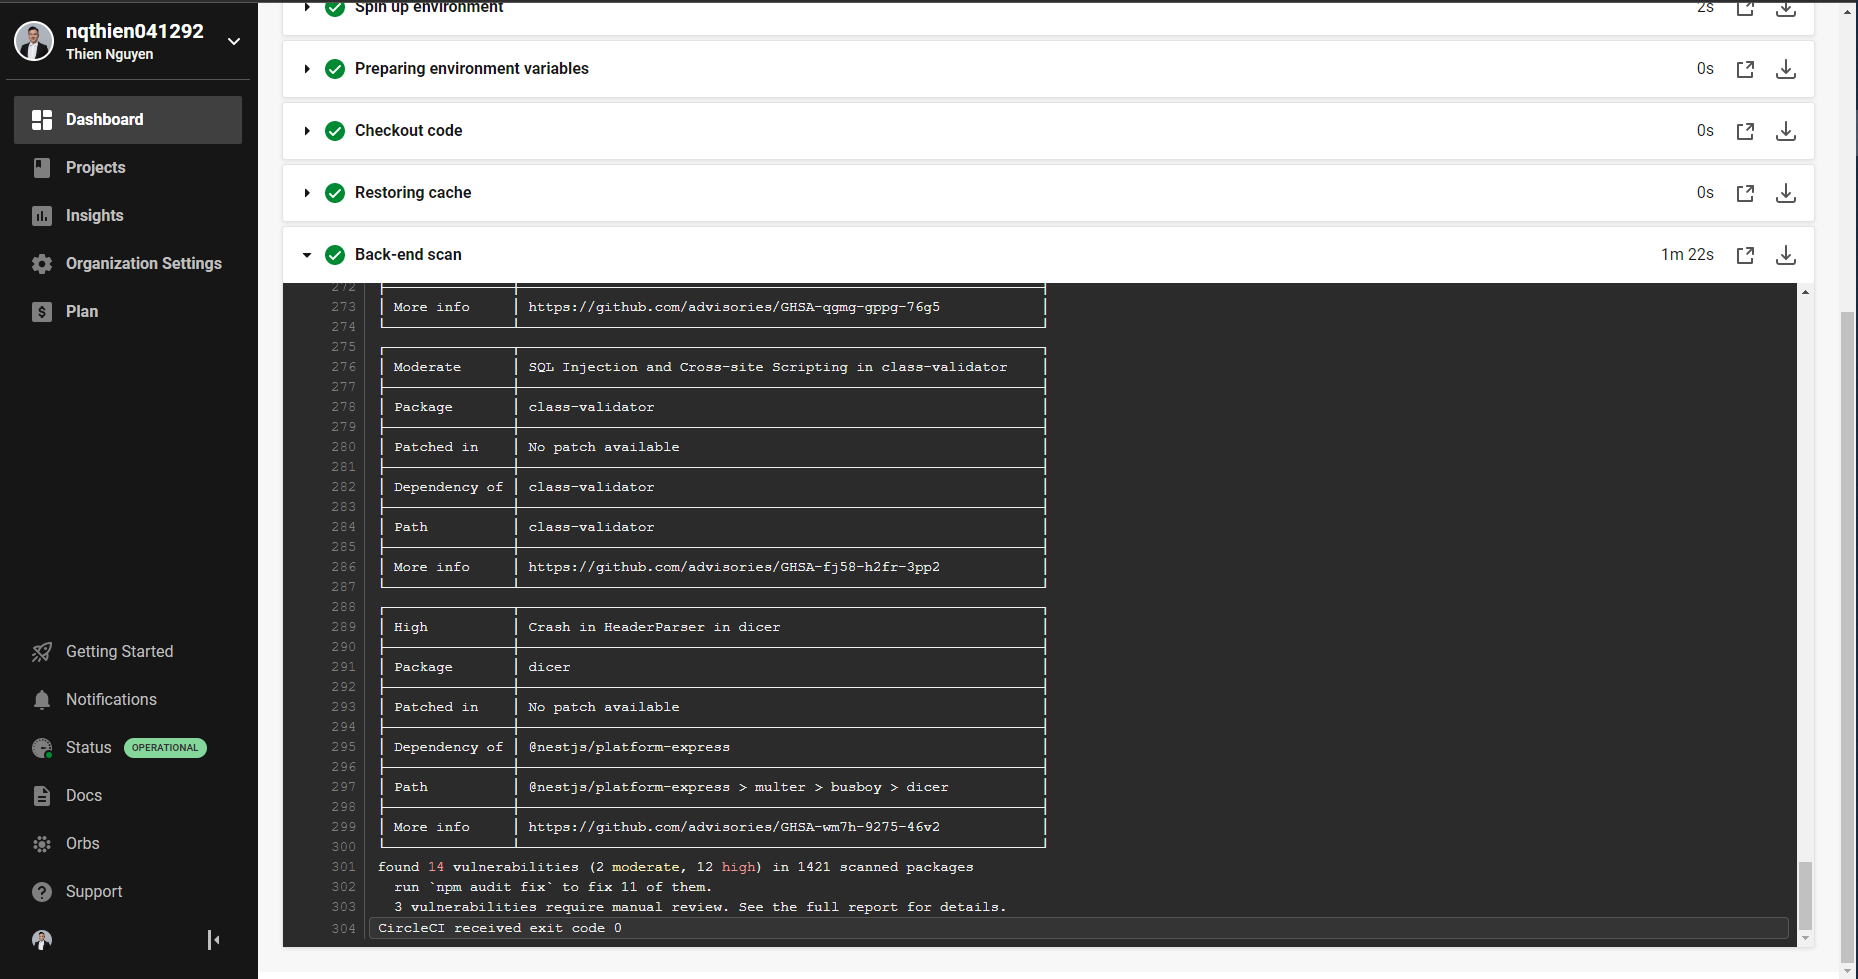 nqthien041292
Thien Nguyen
Dashboard
Projects
Insights
Organization Settings
Plan
Getting Started
Notifications
Status OPERATIONAL
Docs
Orbs
Support
Spin up environment 2s
Preparing environment variables 0s
Checkout code 0s
Restoring cache 0s
Back-end scan 1m 22s
272
273 More info https://github.com/advisories/GHSA-qgmg-gppg-76g5
274
275
276 Moderate SQL Injection and Cross-site Scripting in class-validator
277
278 Package class-validator
279
280 Patched in No patch available
281
282 Dependency of class-validator
283
284 Path class-validator
285
286 More info https://github.com/advisories/GHSA-fj58-h2fr-3pp2
287
288
289 High Crash in HeaderParser in dicer
290
291 Package dicer
292
293 Patched in No patch available
294
295 Dependency of @nestjs/platform-express
296
297 Path @nestjs/platform-express > multer > busboy > dicer
298
299 More info https://github.com/advisories/GHSA-wm7h-9275-46v2
300
301 found 14 vulnerabilities (2 moderate, 12 high) in 1421 scanned packages
302 run `npm audit fix` to fix 11 of them.
303 3 vulnerabilities require manual review. See the full report for details.
304 CircleCI received exit code 0